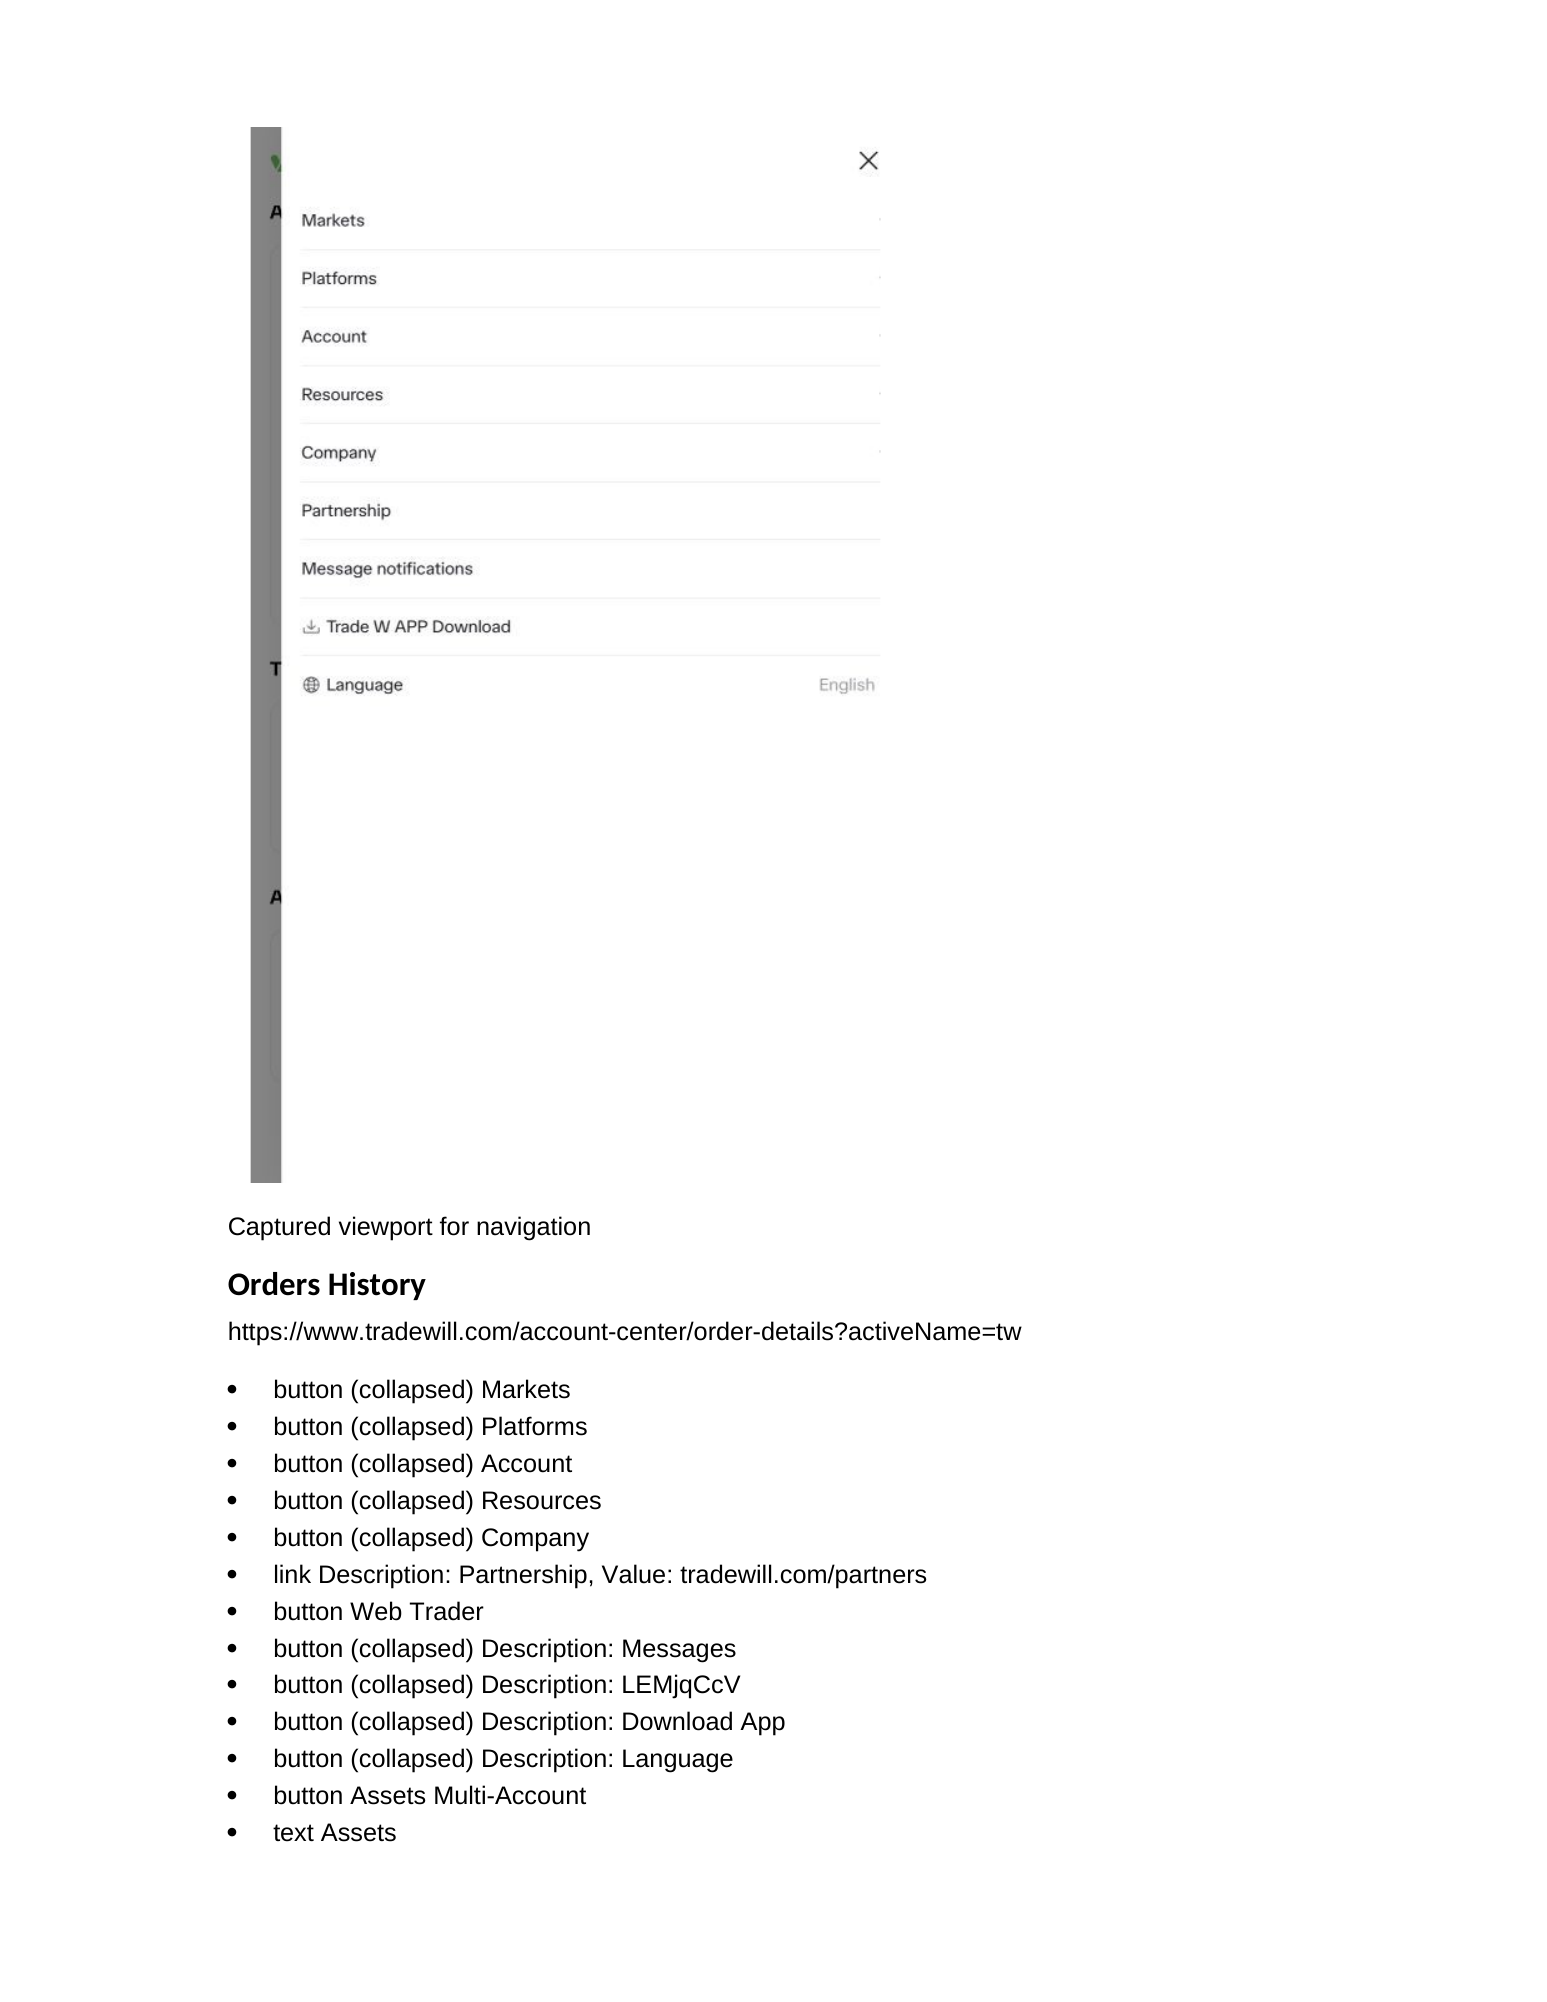 A
Markets
Platforms
Account
Resources
Company
Partnership
Message notifications
Trade W APP Download
T
Language English
A
Captured viewport for navigation
Orders History
https://www.tradewill.com/account-center/order-details?activeName=tw
• button (collapsed) Markets
• button (collapsed) Platforms
• button (collapsed) Account
• button (collapsed) Resources
• button (collapsed) Company
• link Description: Partnership, Value: tradewill.com/partners
• button Web Trader
• button (collapsed) Description: Messages
• button (collapsed) Description: LEMjqCcV
• button (collapsed) Description: Download App
• button (collapsed) Description: Language
• button Assets Multi-Account
• text Assets